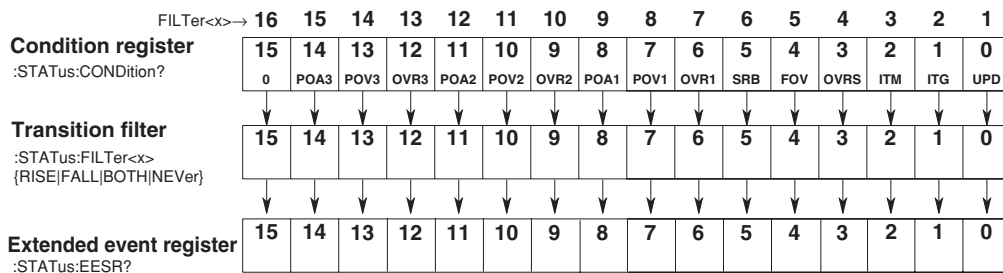 FILTer<x>→ 16 15 14 13 12 11 10 9 8 7 6 5 4 3 2 1
Condition register
:STATus:CONDition?
15 14 13 12 11 10 9 8 7 6 5 4 3 2 1 0
0 POA3 POV3 OVR3 POA2 POV2 OVR2 POA1 POV1 OVR1 SRB FOV OVRS ITM ITG UPD
Transition filter
:STATus:FILTer<x>
{RISE|FALL|BOTH|NEVer}
15 14 13 12 11 10 9 8 7 6 5 4 3 2 1 0
Extended event register
:STATus:EESR?
15 14 13 12 11 10 9 8 7 6 5 4 3 2 1 0